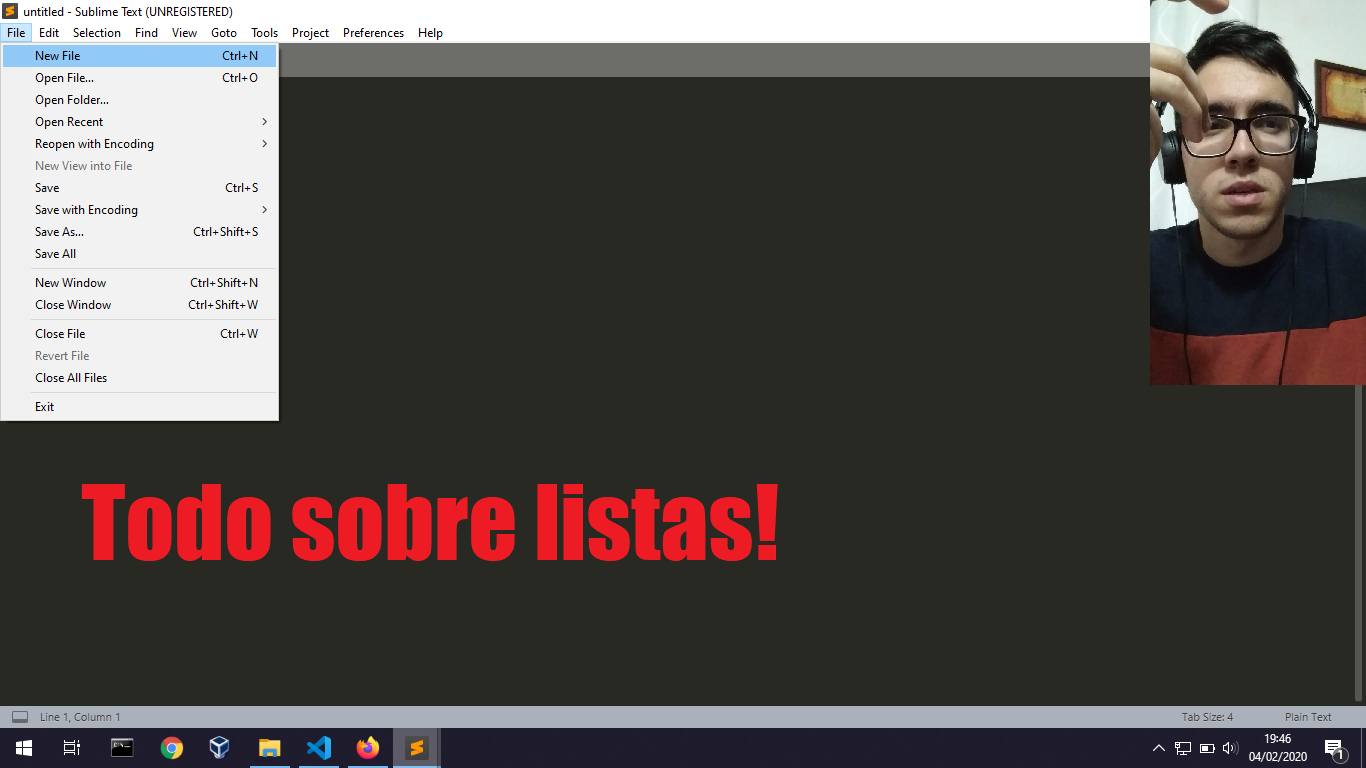 untitled - Sublime Text (UNREGISTERED)
File Edit Selection Find View Goto Tools Project Preferences Help
New File Ctrl+N
Open File... Ctrl+O
Open Folder...
Open Recent
Reopen with Encoding
New View into File
Save Ctrl+S
Save with Encoding
Save As... Ctrl+Shift+S
Save All
New Window Ctrl+Shift+N
Close Window Ctrl+Shift+W
Close File Ctrl+W
Revert File
Close All Files
Exit
Todo sobre listas!
Line 1, Column 1 Tab Size: 4 Plain Text
19:46
04/02/2020
1